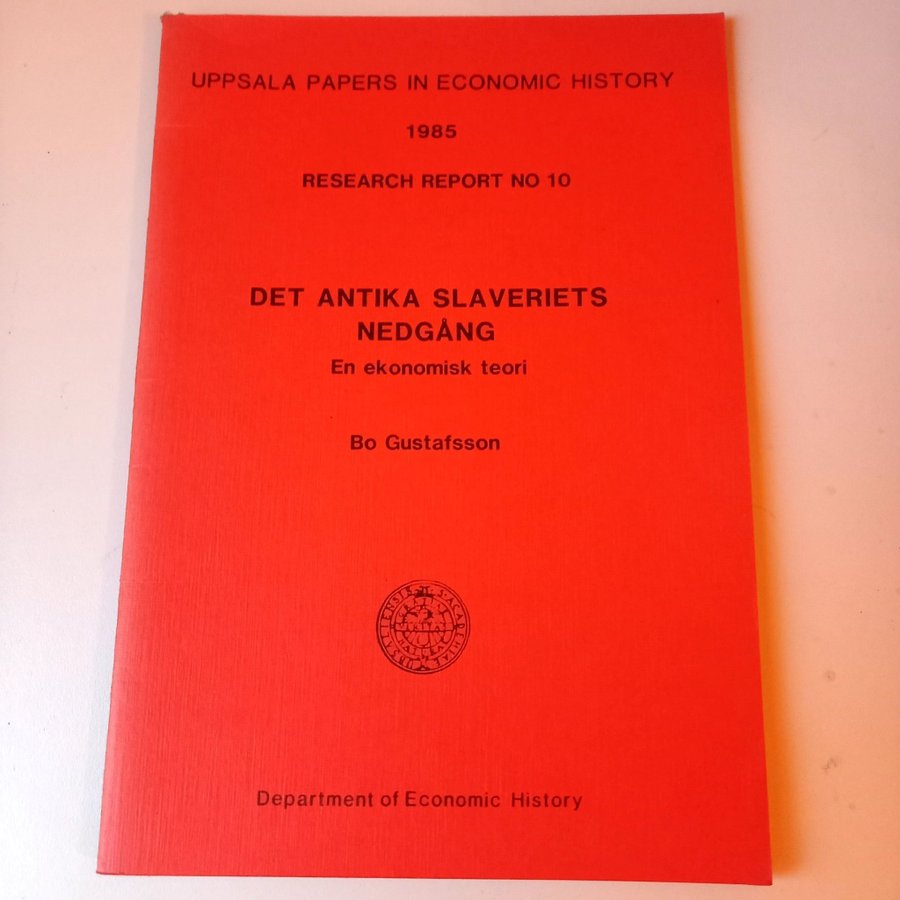 UPPSALA PAPERS IN ECONOMIC HISTORY
1985
RESEARCH REPORT NO 10
DET ANTIKA SLAVERIETS
NEDGÅNG
En ekonomisk teori
Bo Gustafsson
Department of Economic History